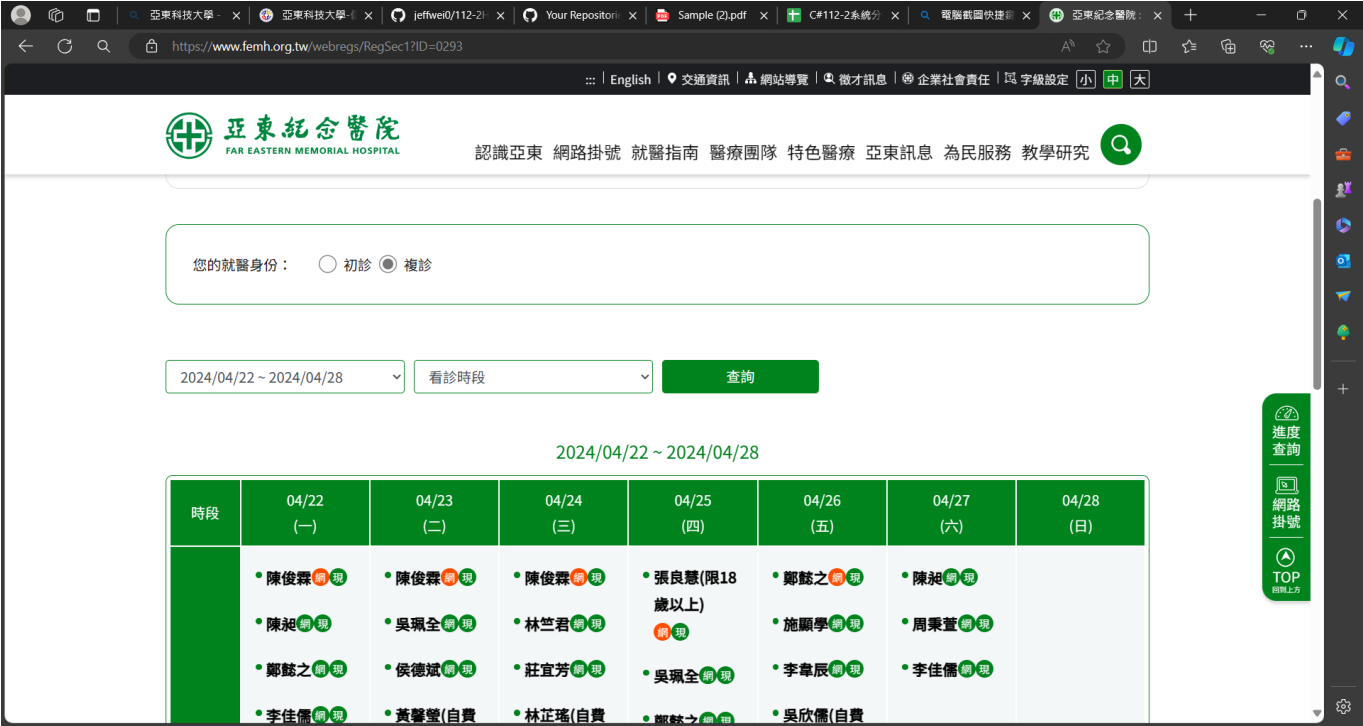 亞東科技大學 -
亞東科技大學-
jeffwei0/112-2
Your Repositori
Sample (2).pdf
C#112-2系統分
電腦截圖快捷
亞東紀念醫院:
https://www.femh.org.tw/webregs/RegSec1?ID=0293
::: English 交通資訊 網站導覽 徵才訊息 企業社會責任 字級設定 小 中 大
亞東紀念醫院
FAR EASTERN MEMORIAL HOSPITAL
認識亞東 網路掛號 就醫指南 醫療團隊 特色醫療 亞東訊息 為民服務 教學研究
您的就醫身份： 初診 複診
2024/04/22 ~ 2024/04/28 看診時段 查詢
進度
查詢
網路
掛號
TOP
回到上方
2024/04/22 ~ 2024/04/28
時段 04/22 04/23 04/24 04/25 04/26 04/27 04/28
(一) (二) (三) (四) (五) (六) (日)
陳俊霖網現 陳俊霖網現 陳俊霖網現 張良慧(限18 鄭懿之網現 陳昶網現
歲以上)
網現
陳昶網現 吳珮全網現 林竺君網現 施顯學網現 周秉萱網現
鄭懿之網現 侯德斌網現 莊宜芳網現 吳珮全網現 李韋辰網現 李佳儒網現
李佳儒網現 黃馨瑩(自費 林芷瑤(自費 鄭懿之網現 吳欣儒(自費